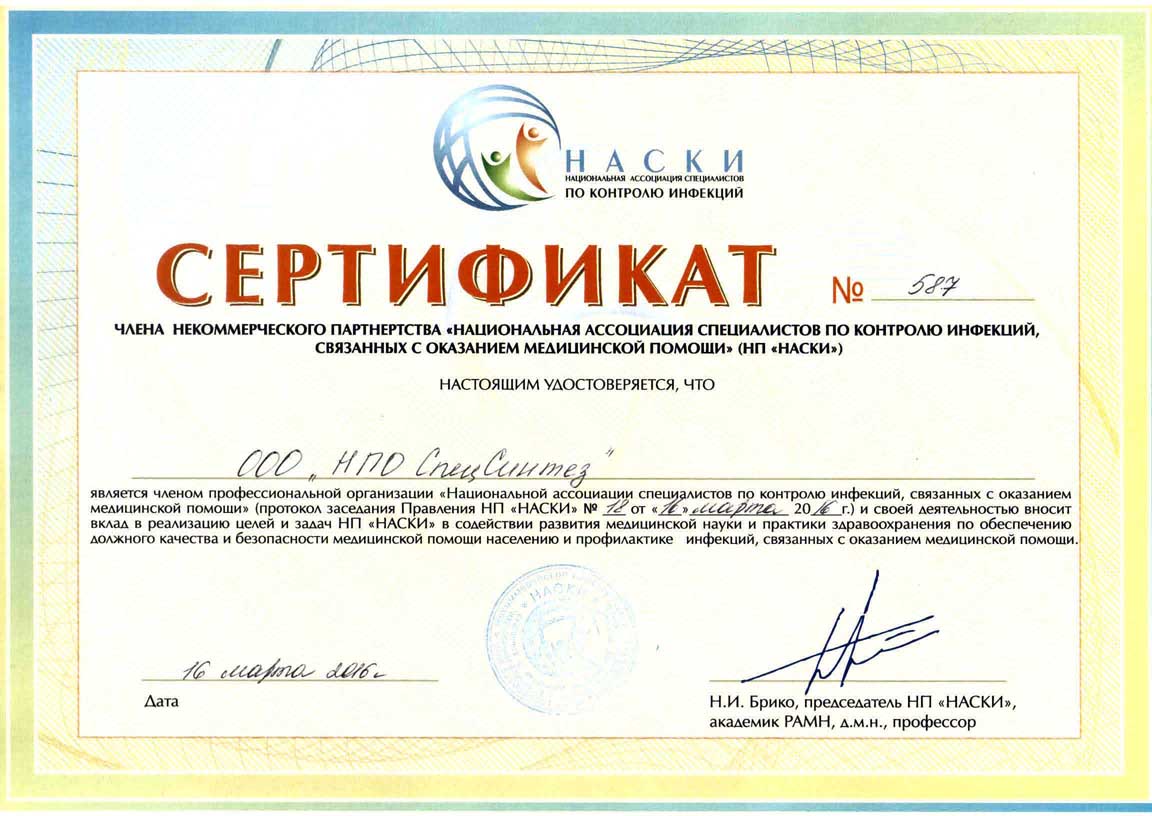 НАСКИ
НАЦИОНАЛЬНАЯ АССОЦИАЦИЯ СПЕЦИАЛИСТОВ
ПО КОНТРОЛЮ ИНФЕКЦИЙ
СЕРТИФИКАТ № 587
ЧЛЕНА НЕКОММЕРЧЕСКОГО ПАРТНЕРТСТВА «НАЦИОНАЛЬНАЯ АССОЦИАЦИЯ СПЕЦИАЛИСТОВ ПО КОНТРОЛЮ ИНФЕКЦИЙ,
СВЯЗАННЫХ С ОКАЗАНИЕМ МЕДИЦИНСКОЙ ПОМОЩИ» (НП «НАСКИ»)
НАСТОЯЩИМ УДОСТОВЕРЯЕТСЯ, ЧТО
ООО „НПО СпецСинтез"
является членом профессиональной организации «Национальной ассоциации специалистов по контролю инфекций, связанных с оказанием
медицинской помощи» (протокол заседания Правления НП «НАСКИ» № 18 от «16» марта 2016 г.) и своей деятельностью вносит
вклад в реализацию целей и задач НП «НАСКИ» в содействии развития медицинской науки и практики здравоохранения по обеспечению
должного качества и безопасности медицинской помощи населению и профилактике инфекций, связанных с оказанием медицинской помощи.
НАСКИ
16 марта 2016 г
Дата
Н.И. Брико, председатель НП «НАСКИ»,
академик РАМН, д.м.н., профессор